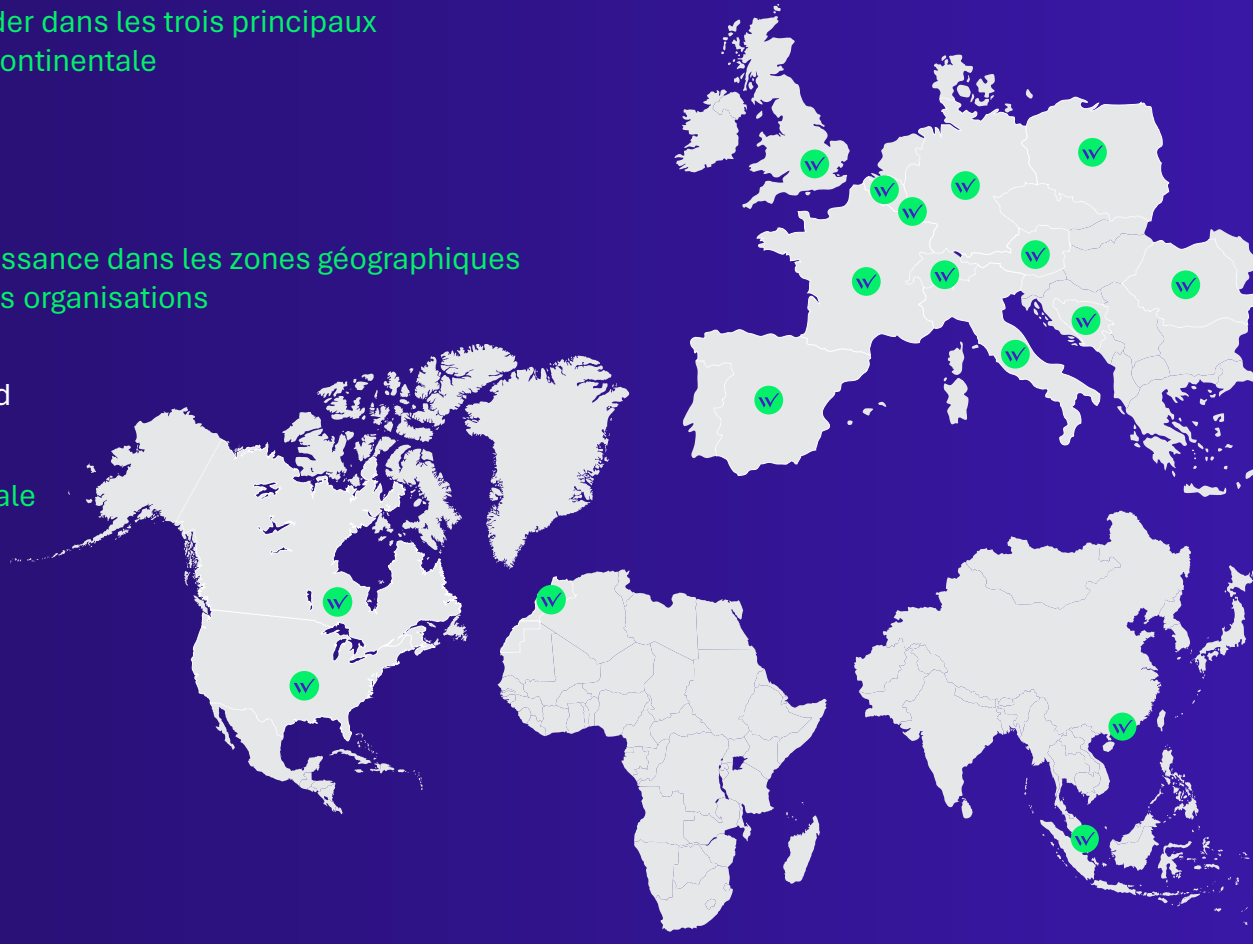 der dans les trois principaux
ontinentale
ssance dans les zones géographiques
s organisations
d
ale